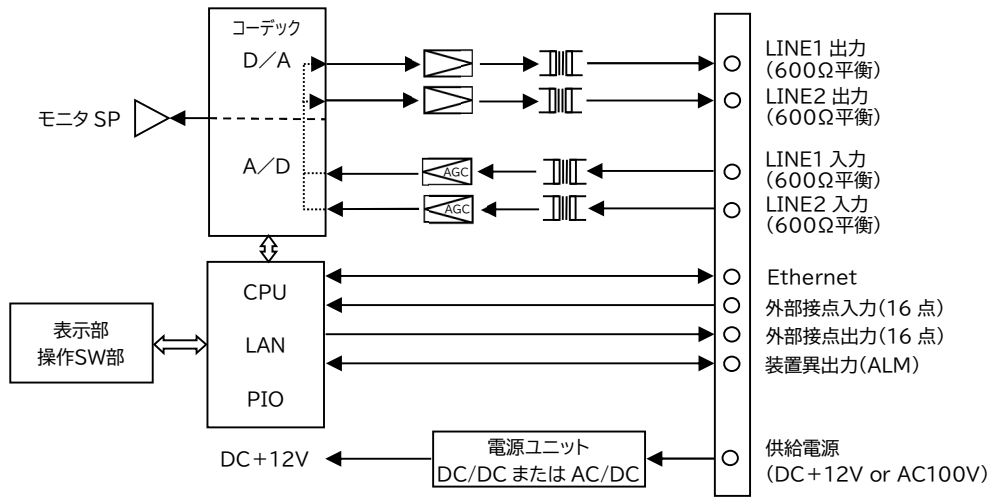 コーデック
D／A
モニタ SP
A／D
AGC
AGC
LINE1 出力
(600Ω平衡)
LINE2 出力
(600Ω平衡)
LINE1 入力
(600Ω平衡)
LINE2 入力
(600Ω平衡)
CPU
LAN
PIO
表示部
操作SW部
Ethernet
外部接点入力(16 点)
外部接点出力(16 点)
装置異出力(ALM)
DC＋12V
電源ユニット
DC/DC または AC/DC
供給電源
(DC＋12V or AC100V)